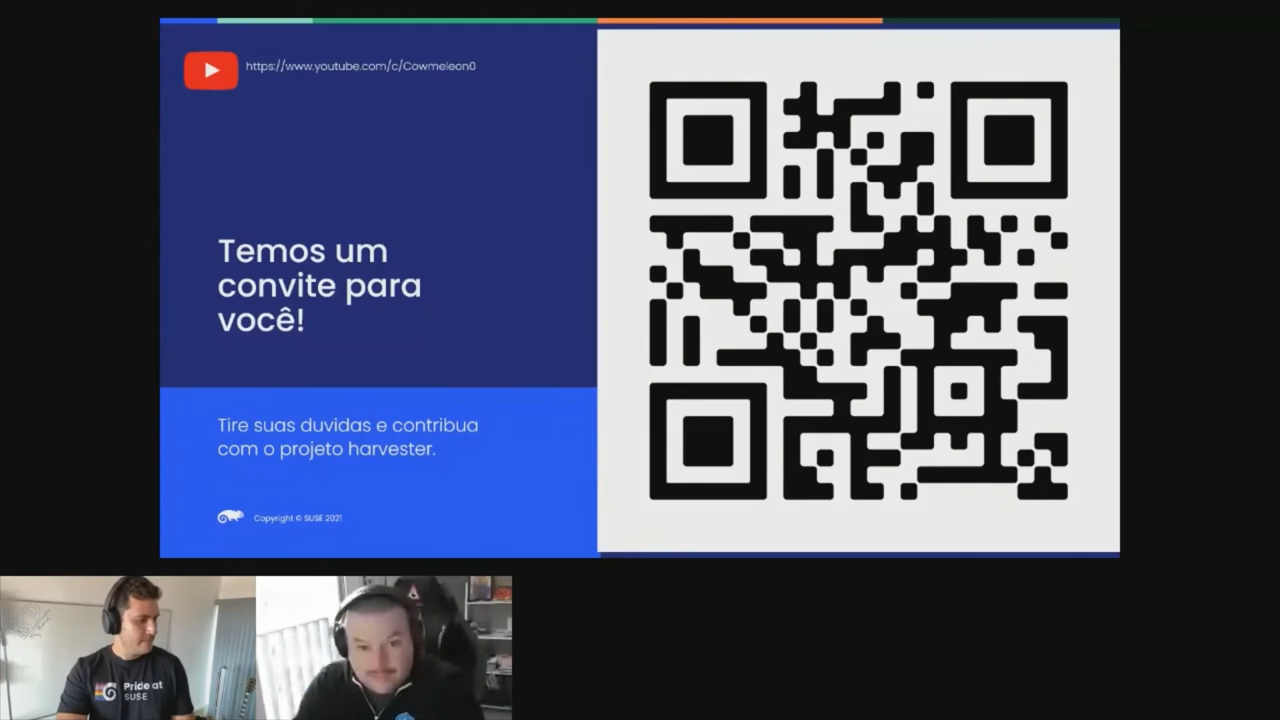 https://www.youtube.com/c/Cowmeleon0
Temos um
convite para
você!
Tire suas duvidas e contribua
com o projeto harvester.
Copyright © SUSE 2021
Pride at
SUSE